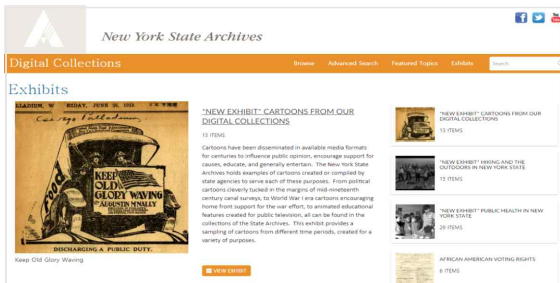 New York State Archives
Digital Collections
Browse Advanced Search Featured Topics Exhibits Search
Exhibits
KEEP
OLD
GLORY WAVING
DISCHARGING A PUBLIC DUTY.
Keep Old Glory Waving
"NEW EXHIBIT" CARTOONS FROM OUR
DIGITAL COLLECTIONS
13 ITEMS
Cartoons have been disseminated in available media formats
for centuries to influence public opinion, encourage support for
causes, educate, and generally entertain. The New York State
Archives holds examples of cartoons created or compiled by
state agencies to serve each of these purposes. From political
cartoons cleverly tucked in the margins of mid-nineteenth
century canal surveys, to World War I era cartoons encouraging
home front support for the war effort, to animated educational
features created for public television, all can be found in the
collections of the State Archives. This exhibit provides a
sampling of cartoons from different time periods, created for a
variety of purposes.
VIEW EXHIBIT
"NEW EXHIBIT" CARTOONS FROM OUR
DIGITAL COLLECTIONS
13 ITEMS
"NEW EXHIBIT" HIKING AND THE
OUTDOORS IN NEW YORK STATE
13 ITEMS
"NEW EXHIBIT" PUBLIC HEALTH IN NEW
YORK STATE
29 ITEMS
AFRICAN AMERICAN VOTING RIGHTS
6 ITEMS